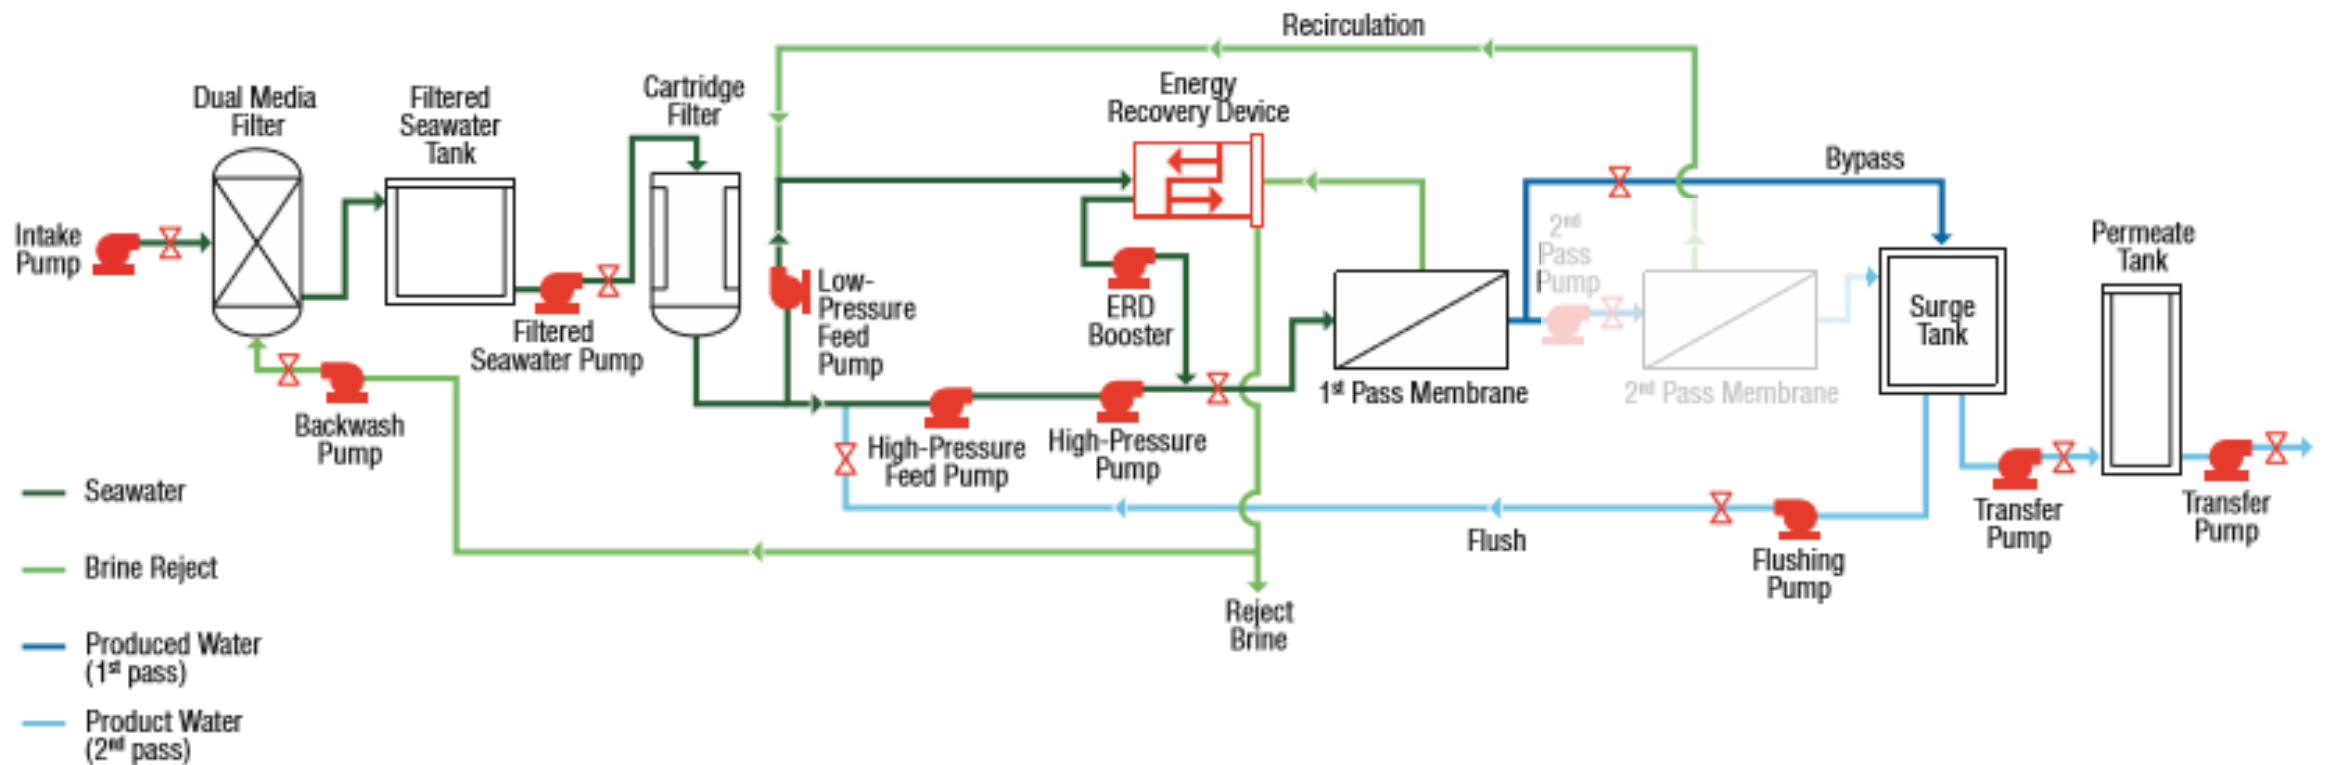 Recirculation
Dual Media
Filter
Filtered
Seawater
Tank
Cartridge
Filter
Energy
Recovery Device
Bypass
Intake
Pump
2nd
Pass
Pump
Permeate
Tank
Low-
Pressure
Feed
Pump
ERD
Booster
Surge
Tank
Filtered
Seawater Pump
1st Pass Membrane
2nd Pass Membrane
Backwash
Pump
High-Pressure
Feed Pump
High-Pressure
Pump
Flush
Flushing
Pump
Transfer
Pump
Transfer
Pump
Reject
Brine
Seawater
Brine Reject
Produced Water
(1st pass)
Product Water
(2nd pass)